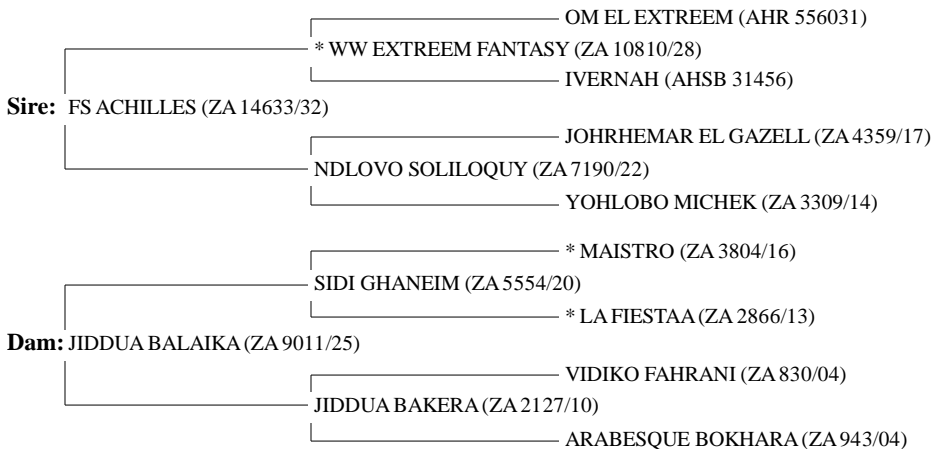 OM EL EXTREEM (AHR 556031)
* WW EXTREEM FANTASY (ZA 10810/28)
IVERNAH (AHSB 31456)
Sire: FS ACHILLES (ZA 14633/32)
JOHRHEMAR EL GAZELL (ZA 4359/17)
NDLOVO SOLILOQUY (ZA 7190/22)
YOHLOBO MICHEK (ZA 3309/14)
* MAISTRO (ZA 3804/16)
SIDI GHANEIM (ZA 5554/20)
* LA FIESTAA (ZA 2866/13)
Dam: JIDDUA BALAIKA (ZA 9011/25)
VIDIKO FAHRANI (ZA 830/04)
JIDDUA BAKERA (ZA 2127/10)
ARABESQUE BOKHARA (ZA 943/04)